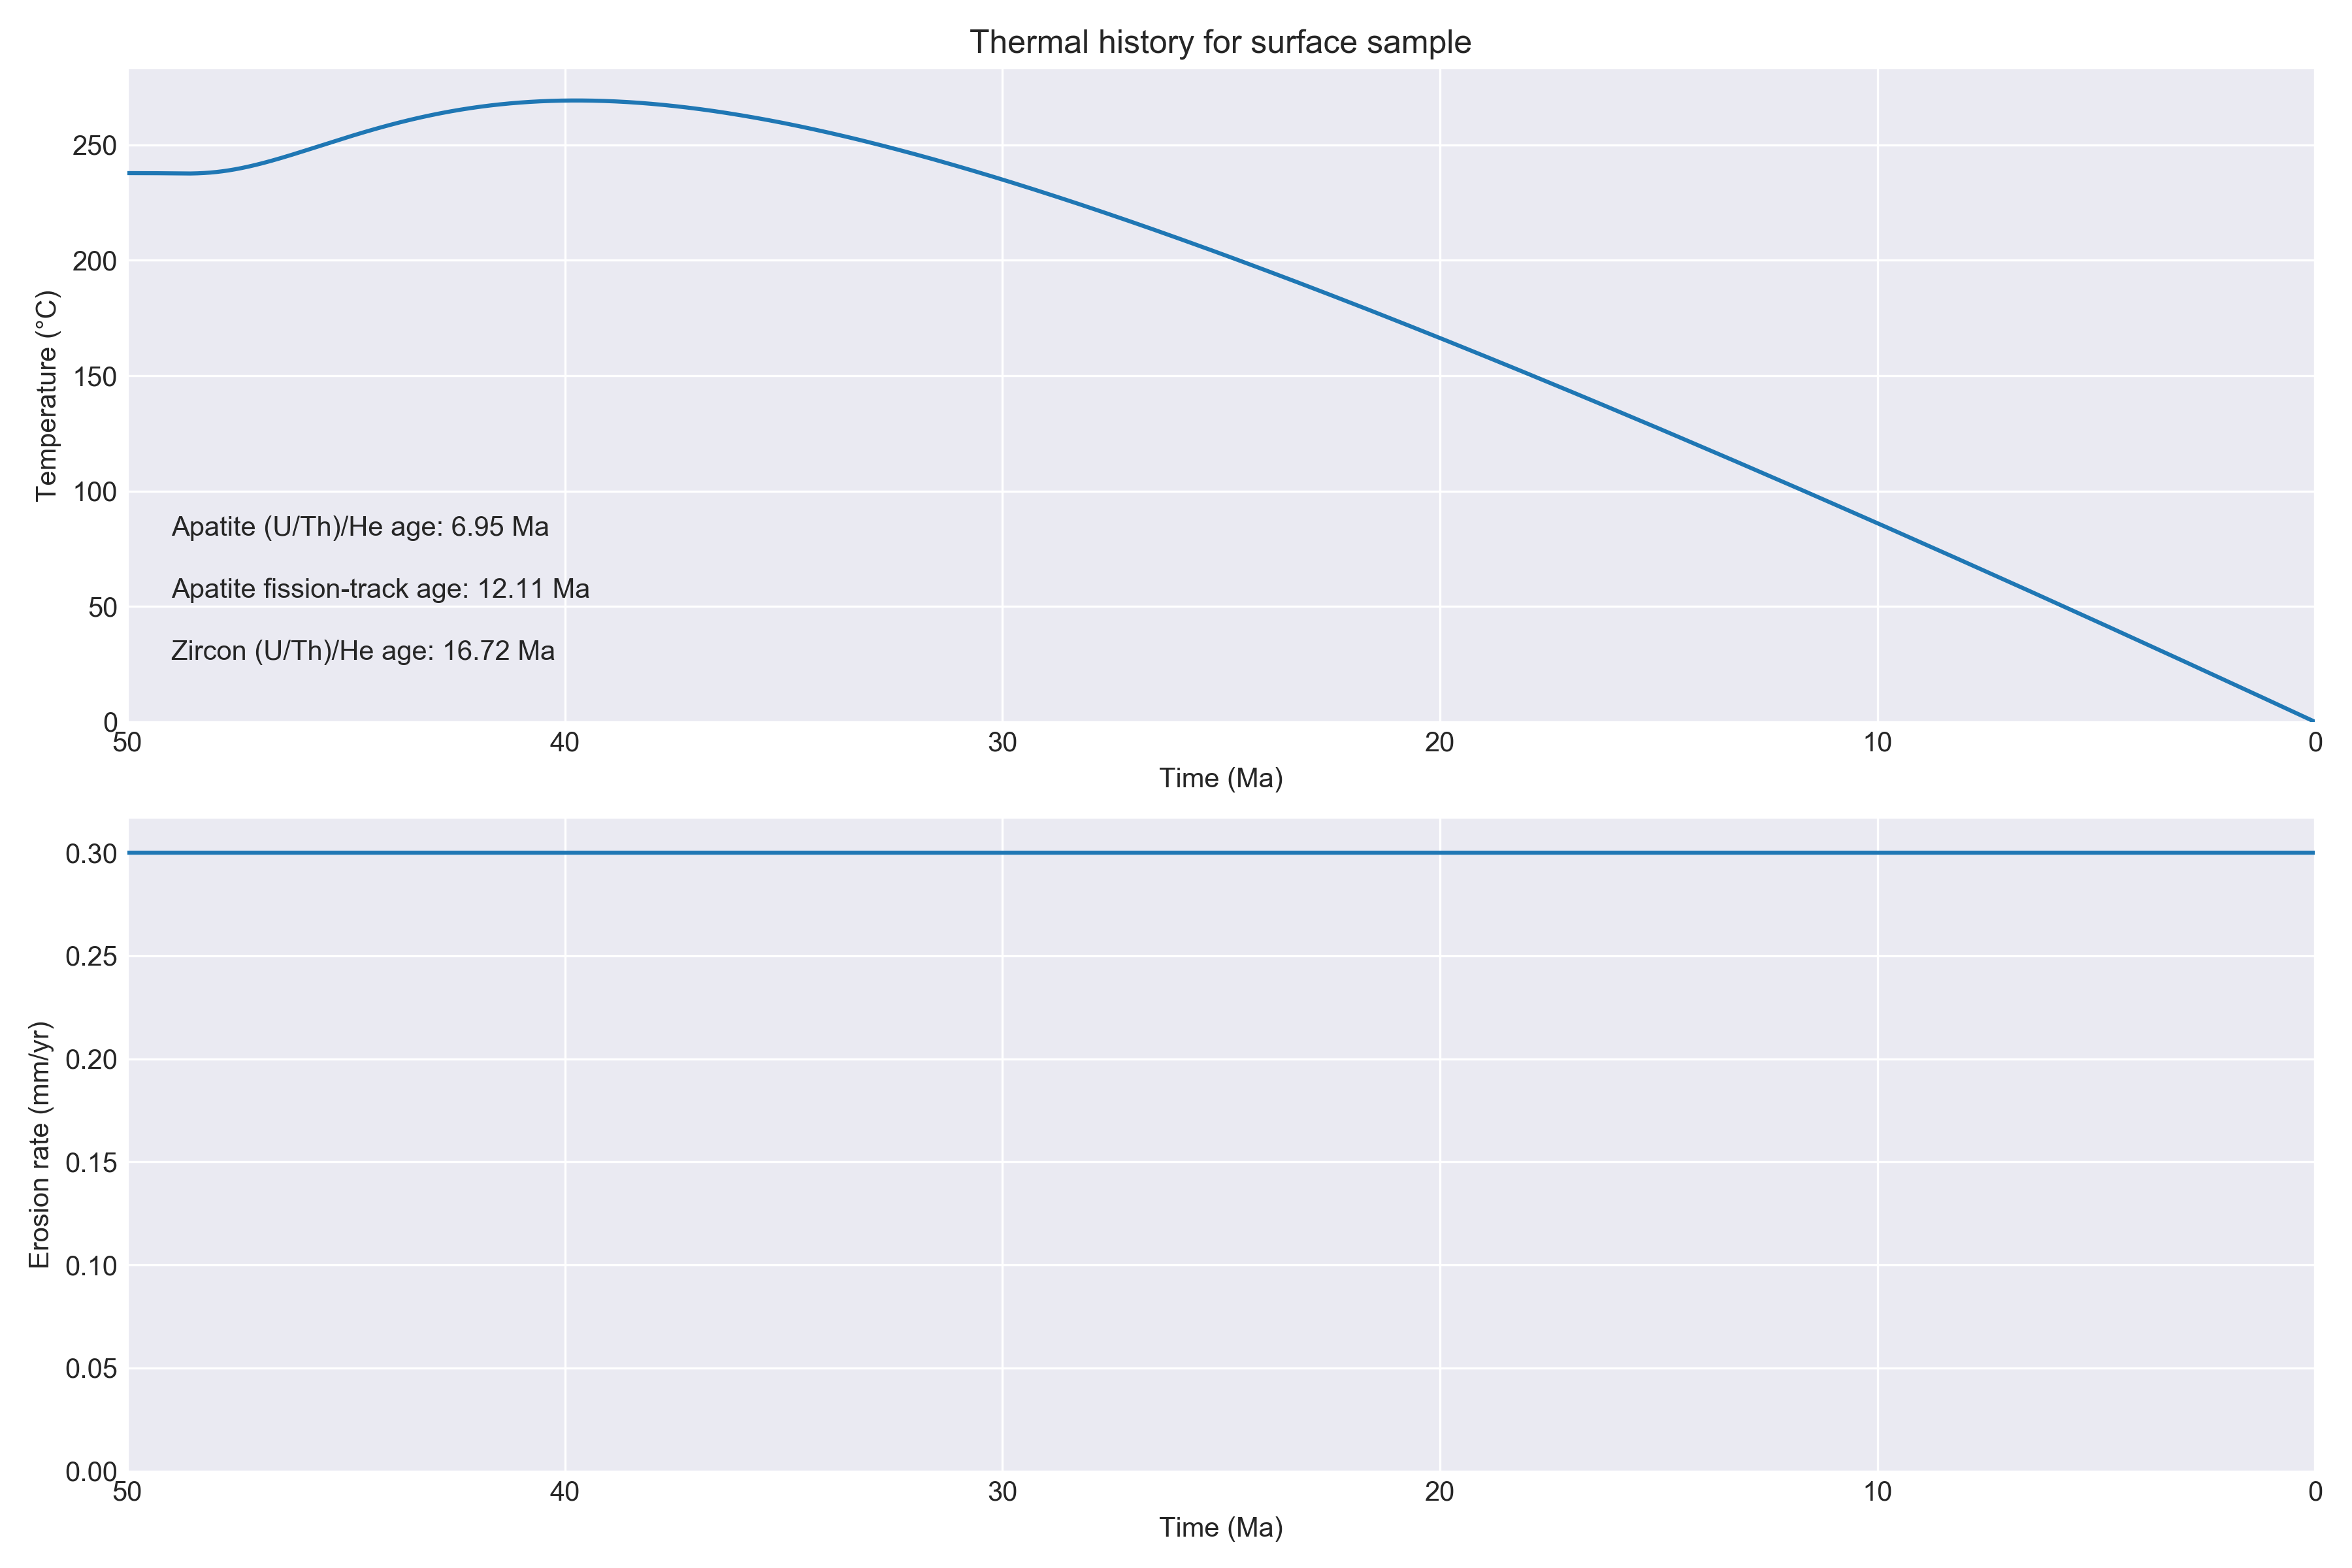 Thermal history for surface sample
Temperature (°C)
250
200
150
100
50
0
Apatite (U/Th)/He age: 6.95 Ma
Apatite fission-track age: 12.11 Ma
Zircon (U/Th)/He age: 16.72 Ma
50 40 30 20 10 0
Time (Ma)
Erosion rate (mm/yr)
0.30
0.25
0.20
0.15
0.10
0.05
0.00
50 40 30 20 10 0
Time (Ma)